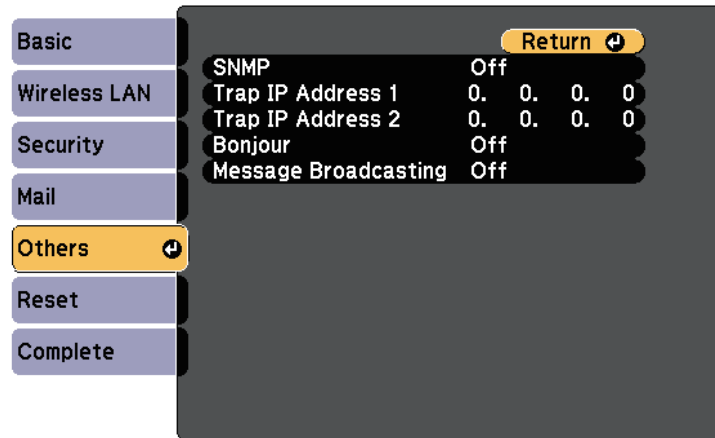 Basic
Wireless LAN
Security
Mail
Others
Reset
Complete
Return
SNMP Off
Trap IP Address 1 0. 0. 0. 0
Trap IP Address 2 0. 0. 0. 0
Bonjour Off
Message Broadcasting Off